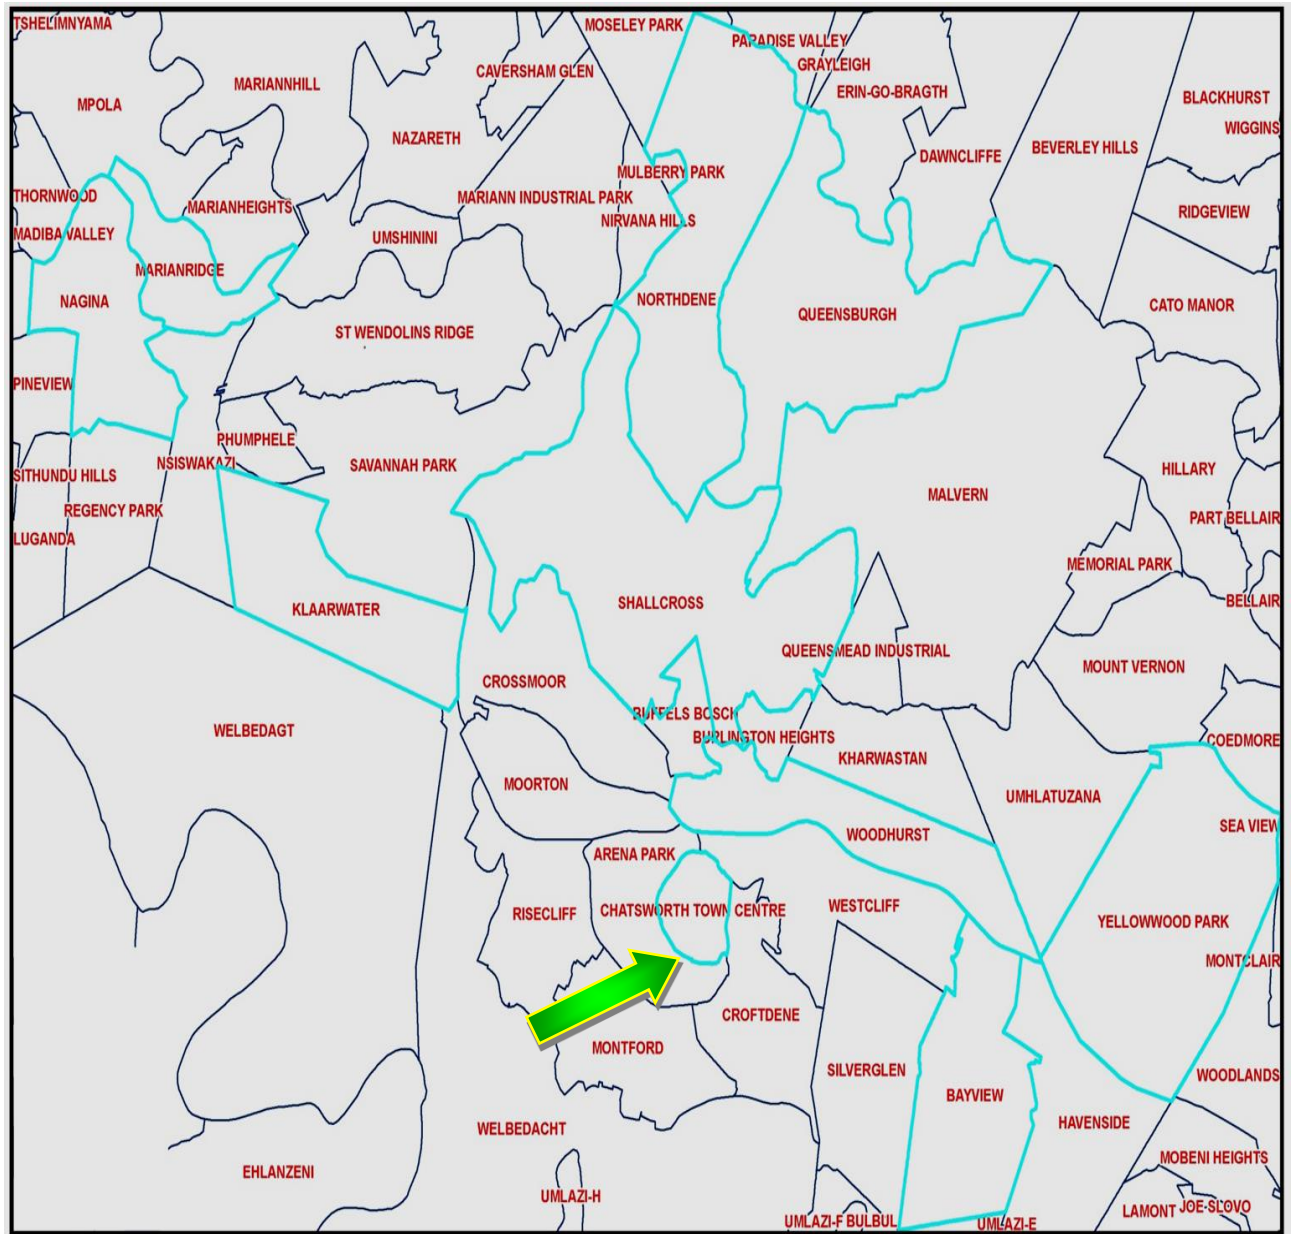 TSHELIMNYAMA
MOSELEY PARK
PARADISE VALLEY
GRAYLEIGH
CAVERSHAM GLEN
MARIANNHILL
ERIN-GO-BRAGTH
MPOLA
BLACKHURST
WIGGINS
NAZARETH
BEVERLEY HILLS
DAWNCLIFFE
MULBERRY PARK
THORNWOOD
MARIANN INDUSTRIAL PARK
MARIANHEIGHTS
RIDGEVIEW
NIRVANA HILLS
MADIBA VALLEY
UMSHININI
MARIANRIDGE
NAGINA
NORTHDENE
CATO MANOR
QUEENSBURGH
ST WENDOLINS RIDGE
PINEVIEW
PHUMPHELE
NSISWAKAZI
SAVANNAH PARK
HILLARY
SITHUNDU HILLS
MALVERN
REGENCY PARK
PART BELLAIR
LUGANDA
MEMORIAL PARK
BELLAIR
SHALLCROSS
KLAARWATER
QUEENSMEAD INDUSTRIAL
MOUNT VERNON
CROSSMOOR
BUFFELS BOSCH
WELBEDAGT
BURLINGTON HEIGHTS
COEDMORE
KHARWASTAN
MOORTON
UMHLATUZANA
SEA VIEW
WOODHURST
ARENA PARK
WESTCLIFF
RISECLIFF
CHATSWORTH TOWN CENTRE
YELLOWWOOD PARK
MONTCLAIR
CROFTDENE
MONTFORD
SILVERGLEN
WOODLANDS
BAYVIEW
HAVENSIDE
WELBEDACHT
MOBENI HEIGHTS
EHLANZENI
UMLAZI-H
LAMONT
JOE SLOVO
UMLAZI-F
BULBUL
UMLAZI-E